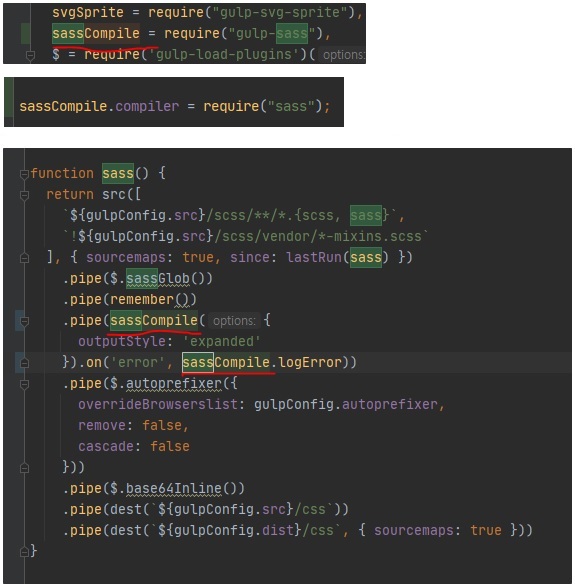 svgSprite = require("gulp-svg-sprite"),
sassCompile = require("gulp-sass"),
$ = require('gulp-load-plugins')( options:
sassCompile.compiler = require("sass");
function sass() {
return src([
`${gulpConfig.src}/scss/**/*.{scss, sass}`,
`!${gulpConfig.src}/scss/vendor/*-mixins.scss`
], { sourcemaps: true, since: lastRun(sass) })
.pipe($.sassGlob())
.pipe(remember())
.pipe(sassCompile( options: {
outputStyle: 'expanded'
}).on('error', sassCompile.logError))
.pipe($.autoprefixer({
overrideBrowserslist: gulpConfig.autoprefixer,
remove: false,
cascade: false
}))
.pipe($.base64Inline())
.pipe(dest(`${gulpConfig.src}/css`))
.pipe(dest(`${gulpConfig.dist}/css`, { sourcemaps: true }))
}